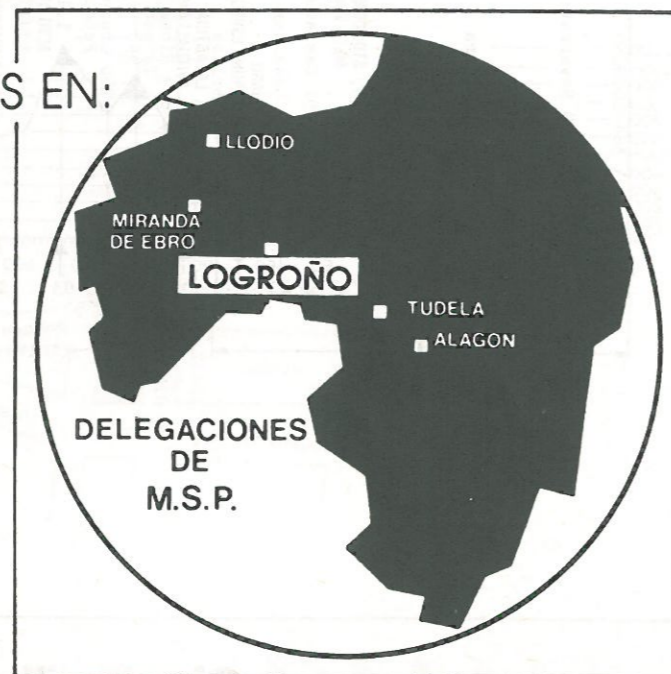 S EN:
LLODIO
MIRANDA
DE EBRO
LOGROÑO
TUDELA
ALAGON
DELEGACIONES
DE
M.S.P.